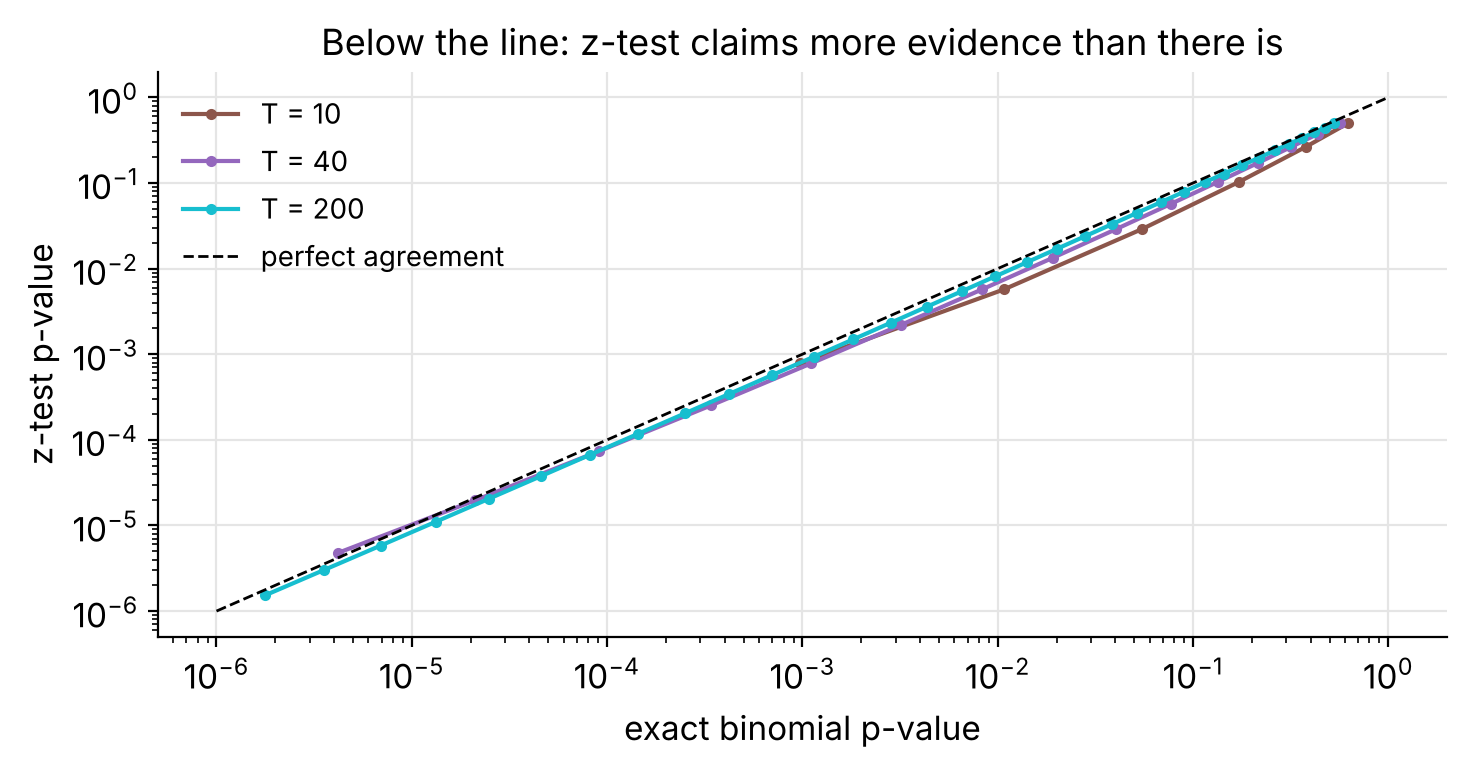 Below the line: z-test claims more evidence than there is
T = 10
T = 40
T = 200
perfect agreement
z-test p-value
10⁰
10⁻¹
10⁻²
10⁻³
10⁻⁴
10⁻⁵
10⁻⁶
10⁻⁶ 10⁻⁵ 10⁻⁴ 10⁻³ 10⁻² 10⁻¹ 10⁰
exact binomial p-value